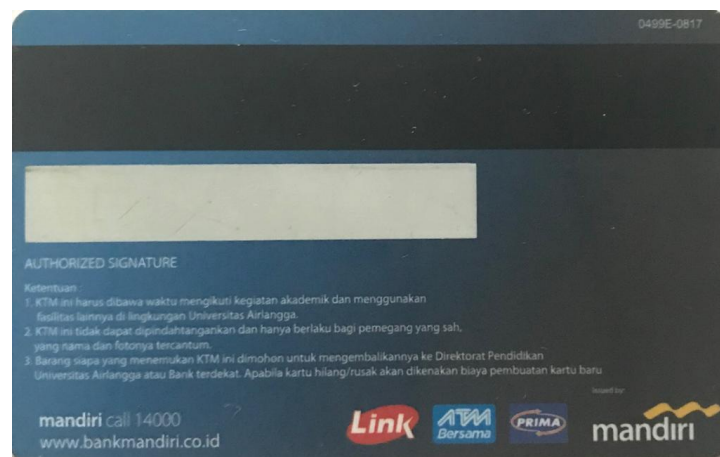 0499E-0817
AUTHORIZED SIGNATURE
Ketentuan :
1. KTM ini harus dibawa waktu mengikuti kegiatan akademik dan menggunakan
fasilitas lainnya di lingkungan Universitas Airlangga.
2. KTM ini tidak dapat dipindahtangankan dan hanya berlaku bagi pemegang yang sah,
yang nama dan fotonya tercantum.
3. Barang siapa yang menemukan KTM ini dimohon untuk mengembalikannya ke Direktorat Pendidikan
Universitas Airlangga atau Bank terdekat. Apabila kartu hilang/rusak akan dikenakan biaya pembuatan kartu baru
Issued by:
mandiri call 14000
www.bankmandiri.co.id
Link
ATM
Bersama
PRIMA
mandiri